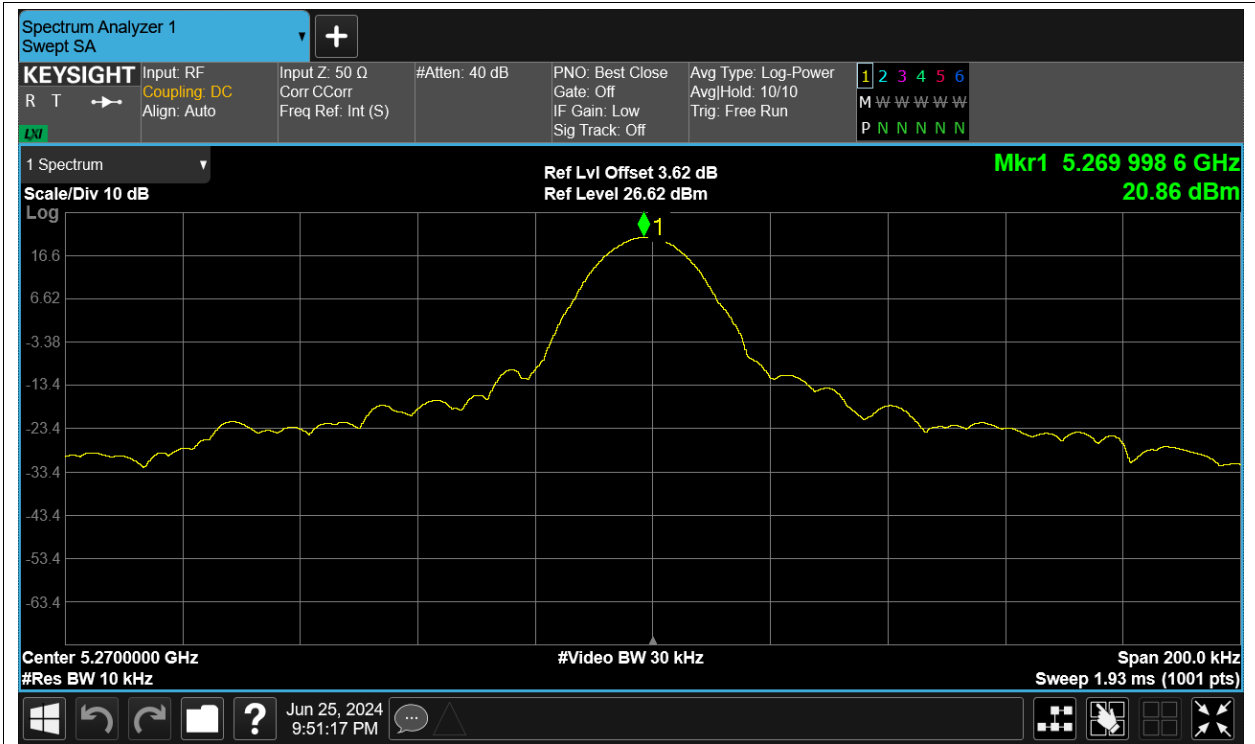 Spectrum Analyzer 1
Swept SA
KEYSIGHT
R T
LXI
Input: RF
Coupling: DC
Align: Auto
Input Z: 50 Ω
Corr CCorr
Freq Ref: Int (S)
#Atten: 40 dB
PNO: Best Close
Gate: Off
IF Gain: Low
Sig Track: Off
Avg Type: Log-Power
Avg|Hold: 10/10
Trig: Free Run
1 2 3 4 5 6
M W W W W W W
P N N N N N
1 Spectrum
Scale/Div 10 dB
Log
Ref Lvl Offset 3.62 dB
Ref Level 26.62 dBm
Mkr1 5.269 998 6 GHz
20.86 dBm
1
16.6
6.62
-3.38
-13.4
-23.4
-33.4
-43.4
-53.4
-63.4
Center 5.2700000 GHz
#Res BW 10 kHz
#Video BW 30 kHz
Span 200.0 kHz
Sweep 1.93 ms (1001 pts)
?
Jun 25, 2024
9:51:17 PM